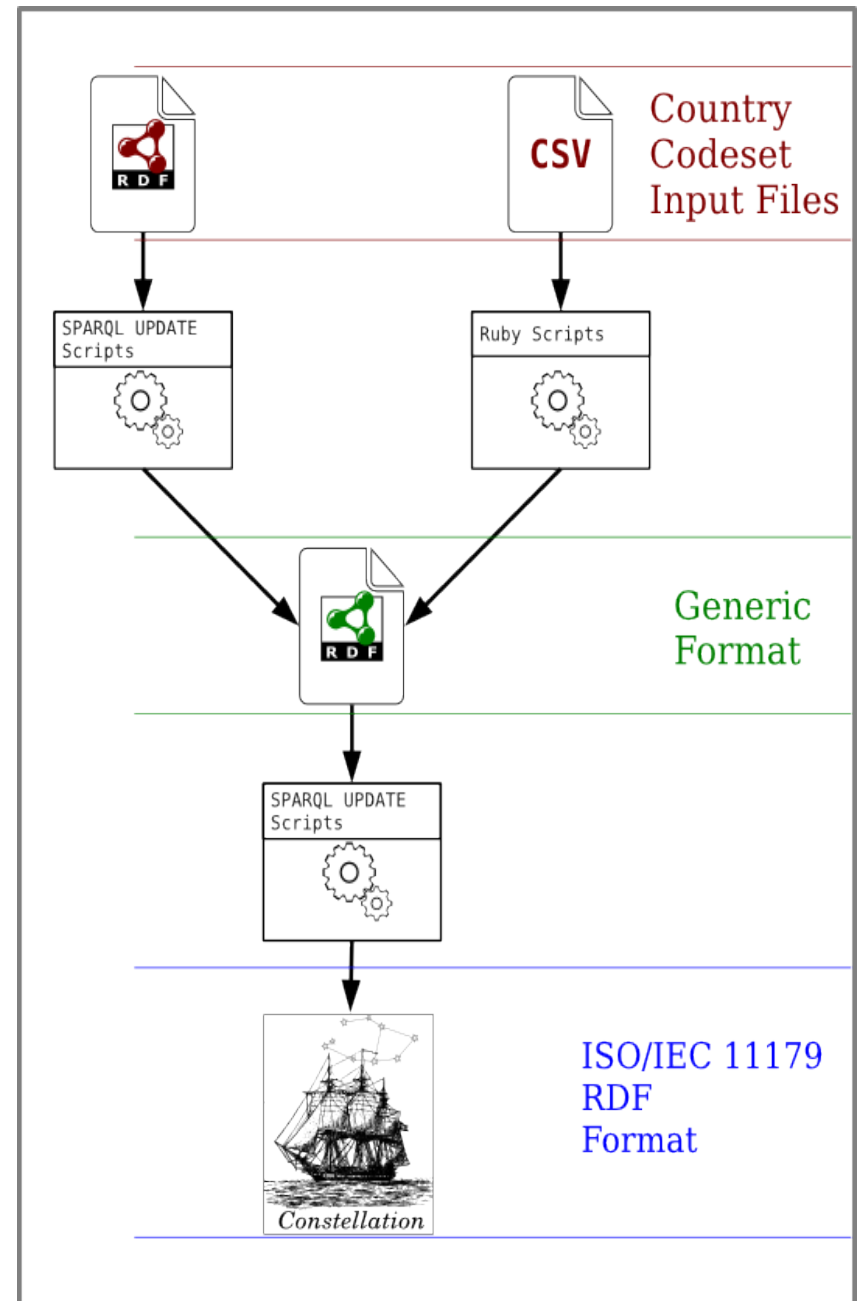 RDF
CSV
Country
Codeset
Input Files
SPARQL UPDATE
Scripts
Ruby Scripts
RDF
Generic
Format
SPARQL UPDATE
Scripts
ISO/IEC 11179
RDF
Format
Constellation